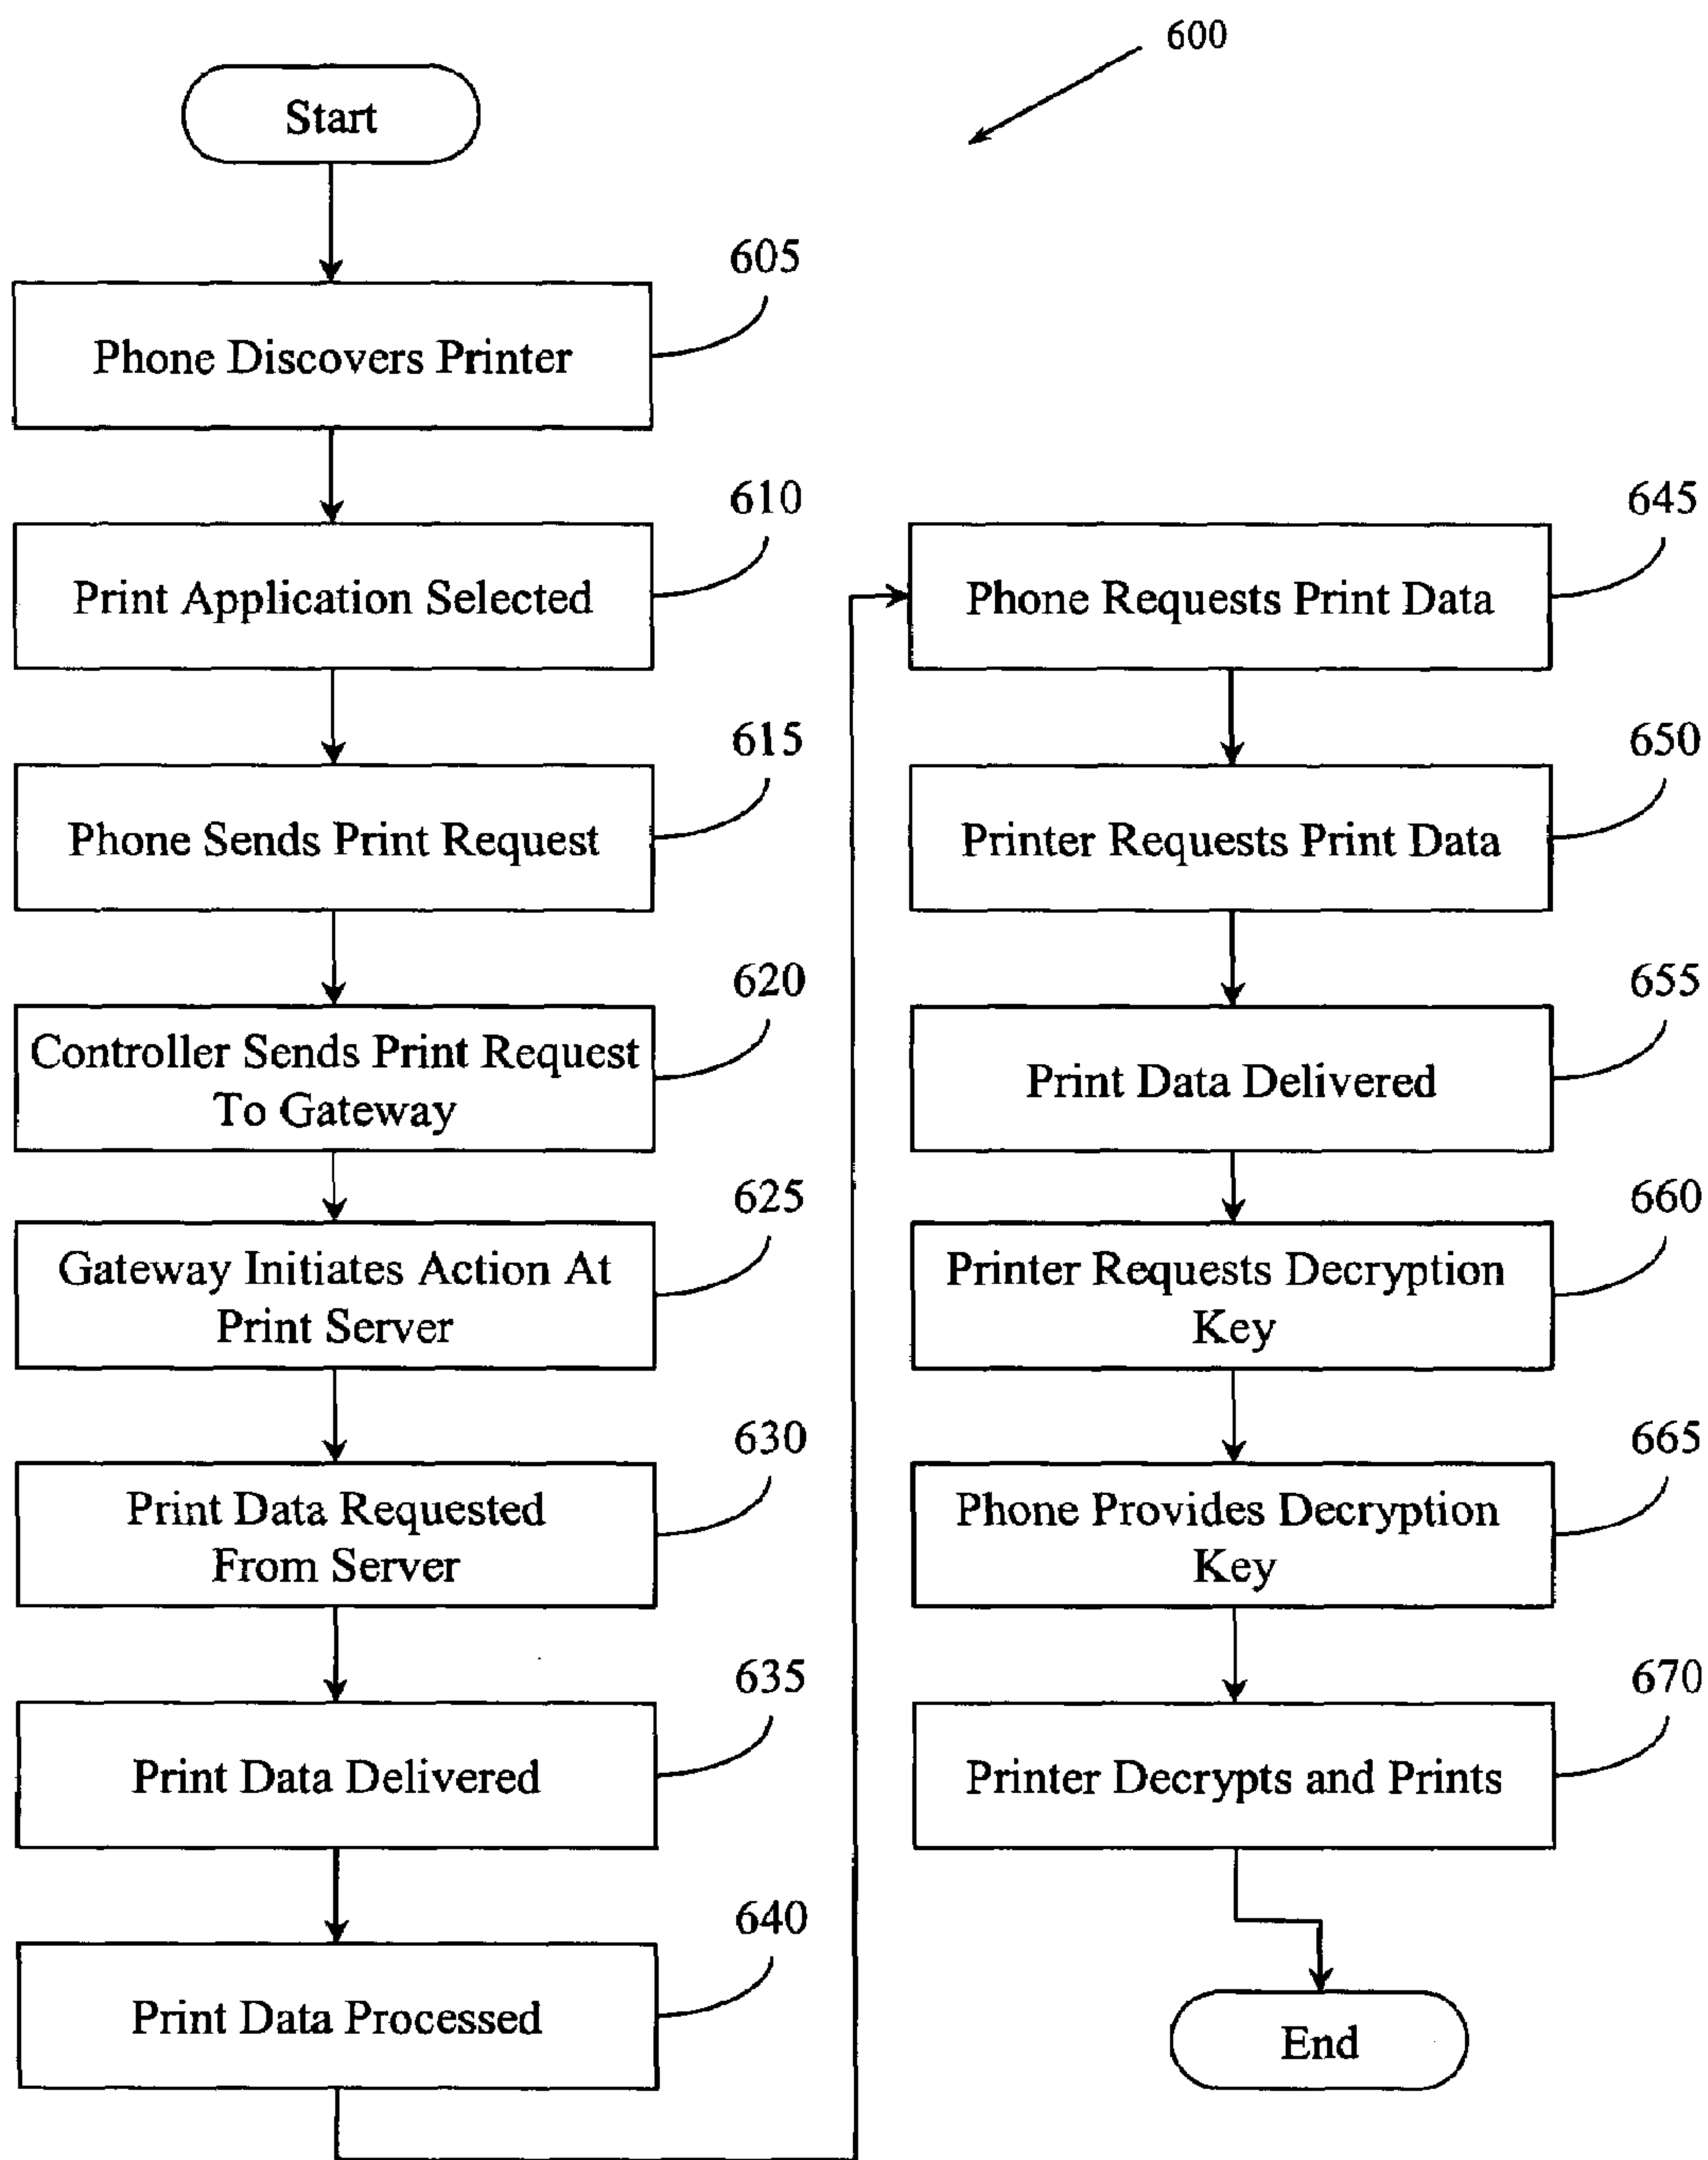 600
Start
605
Phone Discovers Printer
610
Print Application Selected
615
Phone Sends Print Request
620
Controller Sends Print Request
To Gateway
625
Gateway Initiates Action At
Print Server
630
Print Data Requested
From Server
635
Print Data Delivered
640
Print Data Processed
645
Phone Requests Print Data
650
Printer Requests Print Data
655
Print Data Delivered
660
Printer Requests Decryption
Key
665
Phone Provides Decryption
Key
670
Printer Decrypts and Prints
End